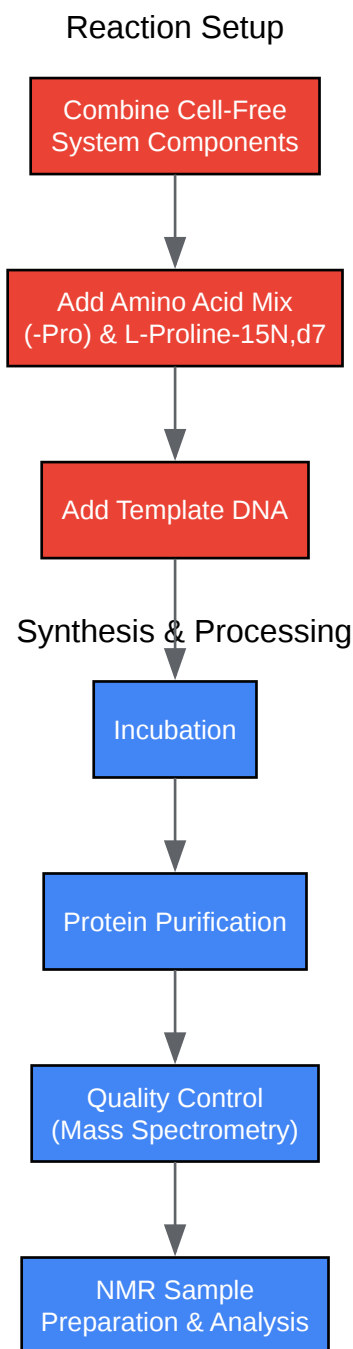 Reaction Setup
Combine Cell-Free
System Components
Add Amino Acid Mix
(-Pro) & L-Proline-15N,d7
Add Template DNA
Synthesis & Processing
Incubation
Protein Purification
Quality Control
(Mass Spectrometry)
NMR Sample
Preparation & Analysis